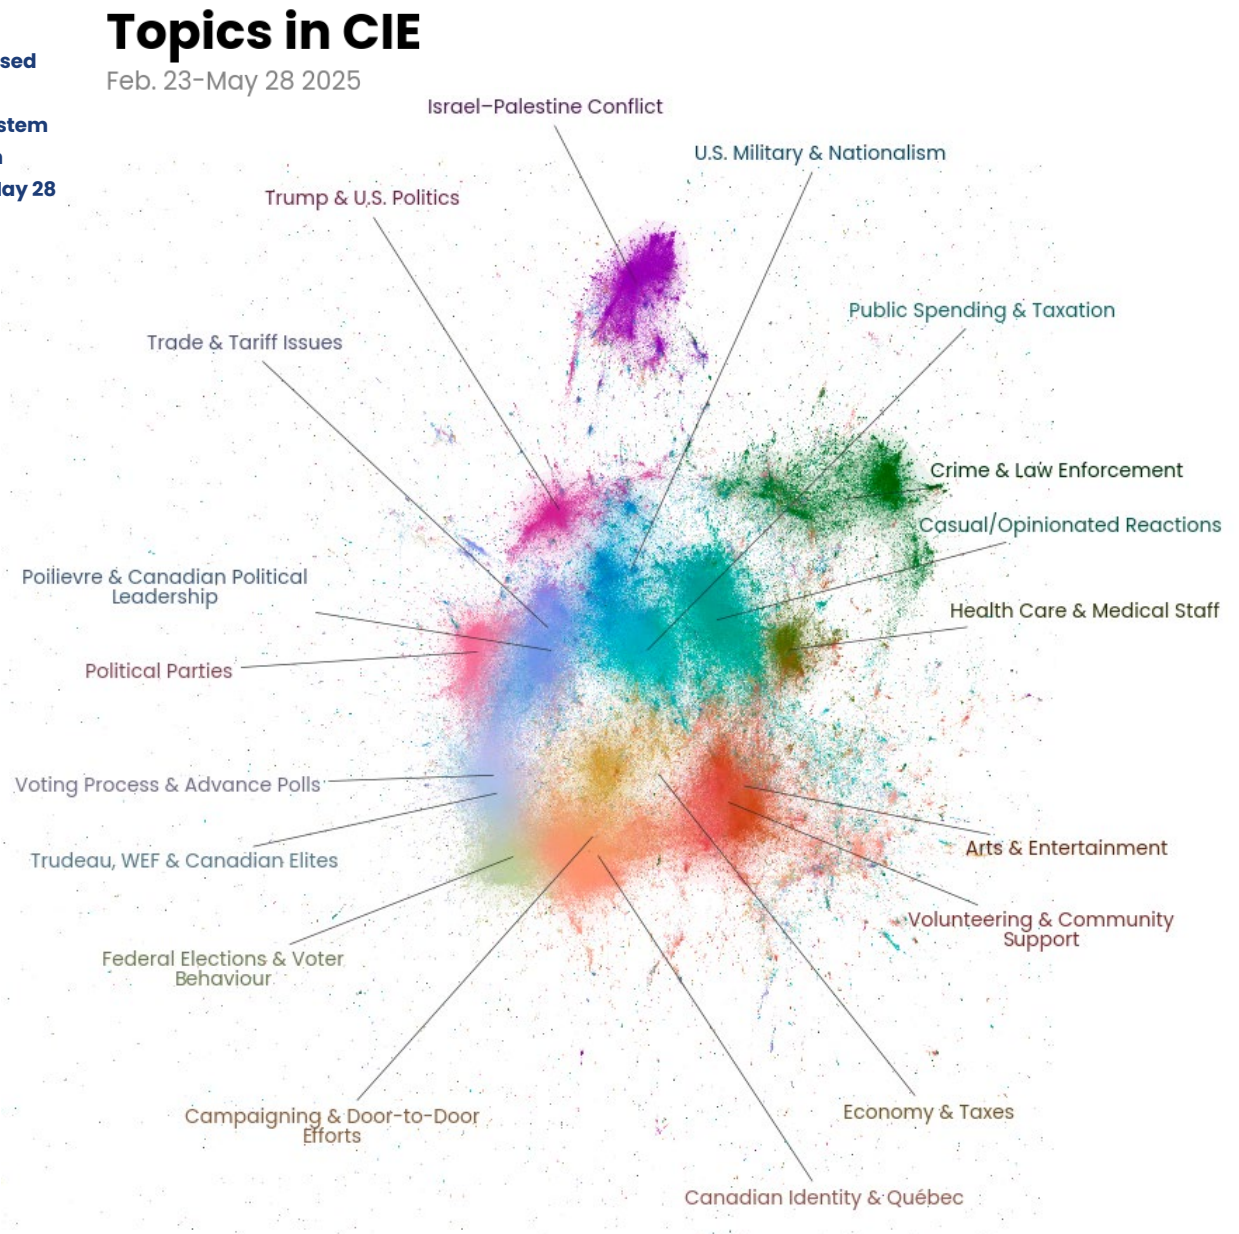 Topics in CIE
Feb. 23-May 28 2025
sed
stem
May 28
Israel–Palestine Conflict
U.S. Military & Nationalism
Trump & U.S. Politics
Public Spending & Taxation
Trade & Tariff Issues
Crime & Law Enforcement
Casual/Opinionated Reactions
Poilievre & Canadian Political
Leadership
Health Care & Medical Staff
Political Parties
Voting Process & Advance Polls
Trudeau, WEF & Canadian Elites
Arts & Entertainment
Volunteering & Community
Support
Federal Elections & Voter
Behaviour
Campaigning & Door-to-Door
Efforts
Economy & Taxes
Canadian Identity & Québec